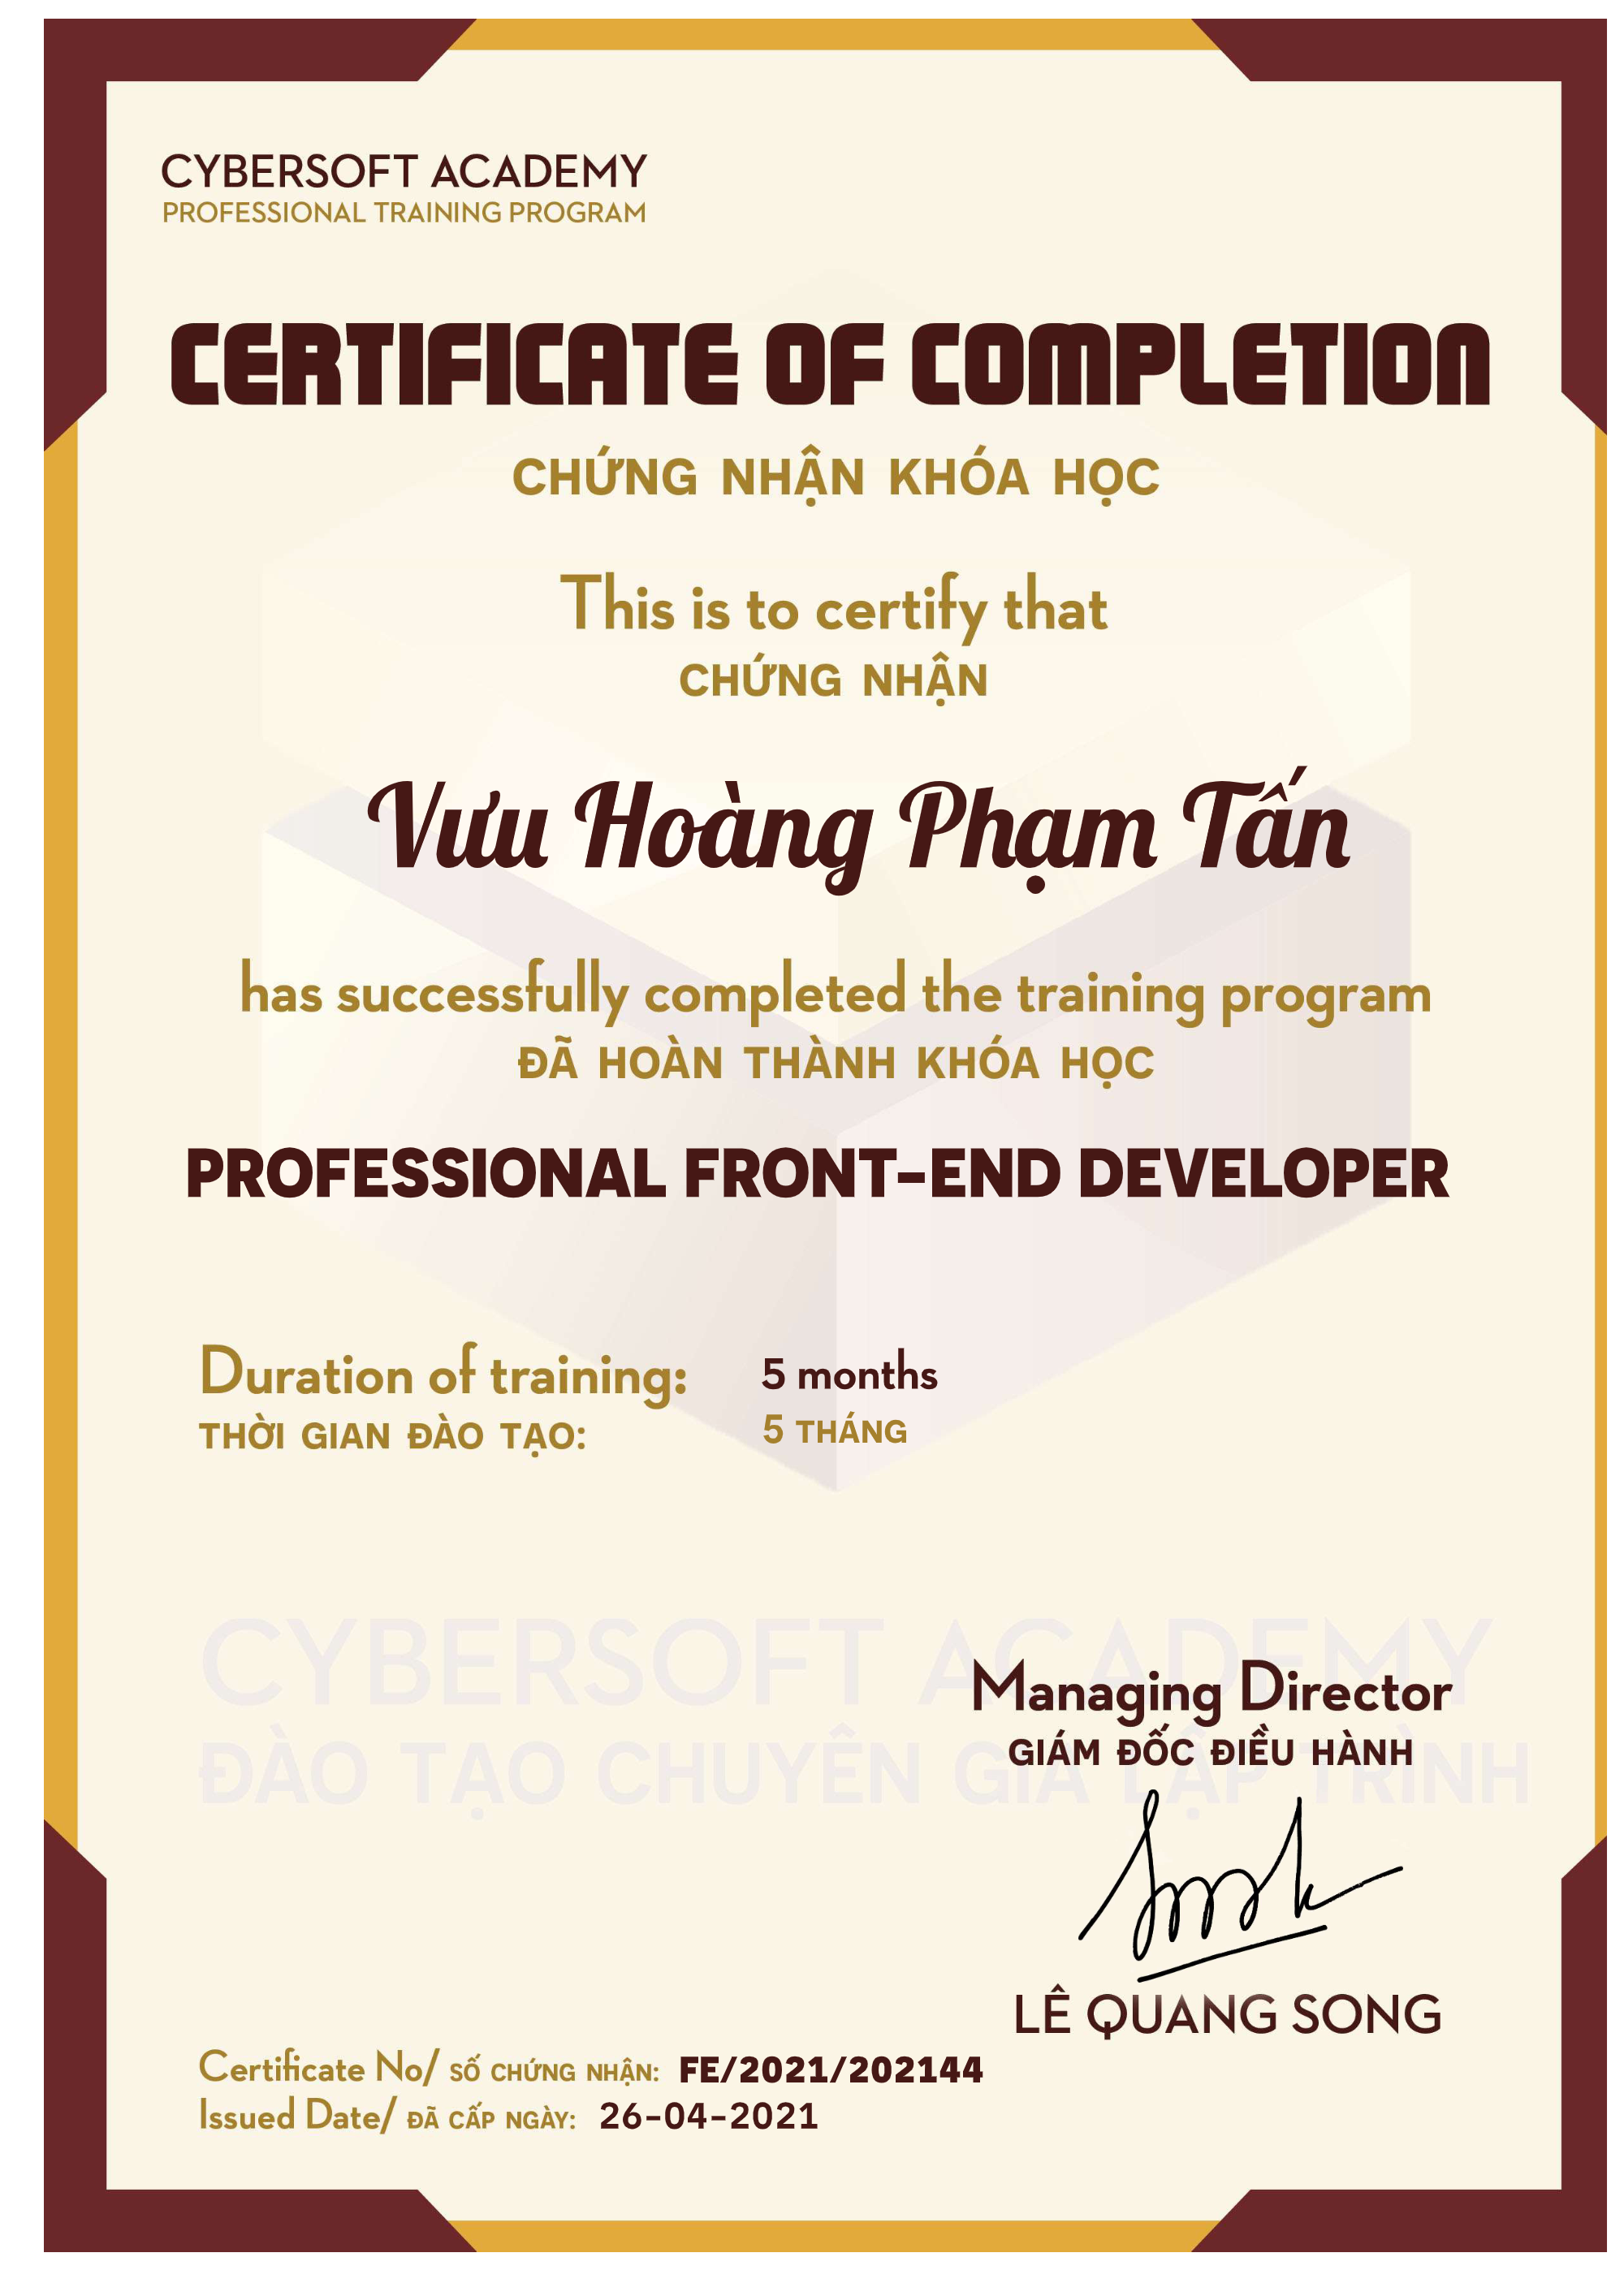 CYBERSOFT ACADEMY
PROFESSIONAL TRAINING PROGRAM
CERTIFICATE OF COMPLETION
CHỨNG NHẬN KHÓA HỌC
This is to certify that
CHỨNG NHẬN
Vưu Hoàng Phạm Tấn
has successfully completed the training program
ĐÃ HOÀN THÀNH KHÓA HỌC
PROFESSIONAL FRONT-END DEVELOPER
Duration of training: 5 months
THỜI GIAN ĐÀO TẠO: 5 THÁNG
CYBERSOFT ACADEMY
ĐÀO TẠO CHUYÊN GIA LẬP TRÌNH
Managing Director
GIÁM ĐỐC ĐIỀU HÀNH
LÊ QUANG SONG
Certificate No/ SỐ CHỨNG NHẬN: FE/2021/202144
Issued Date/ ĐÃ CẤP NGÀY: 26-04-2021